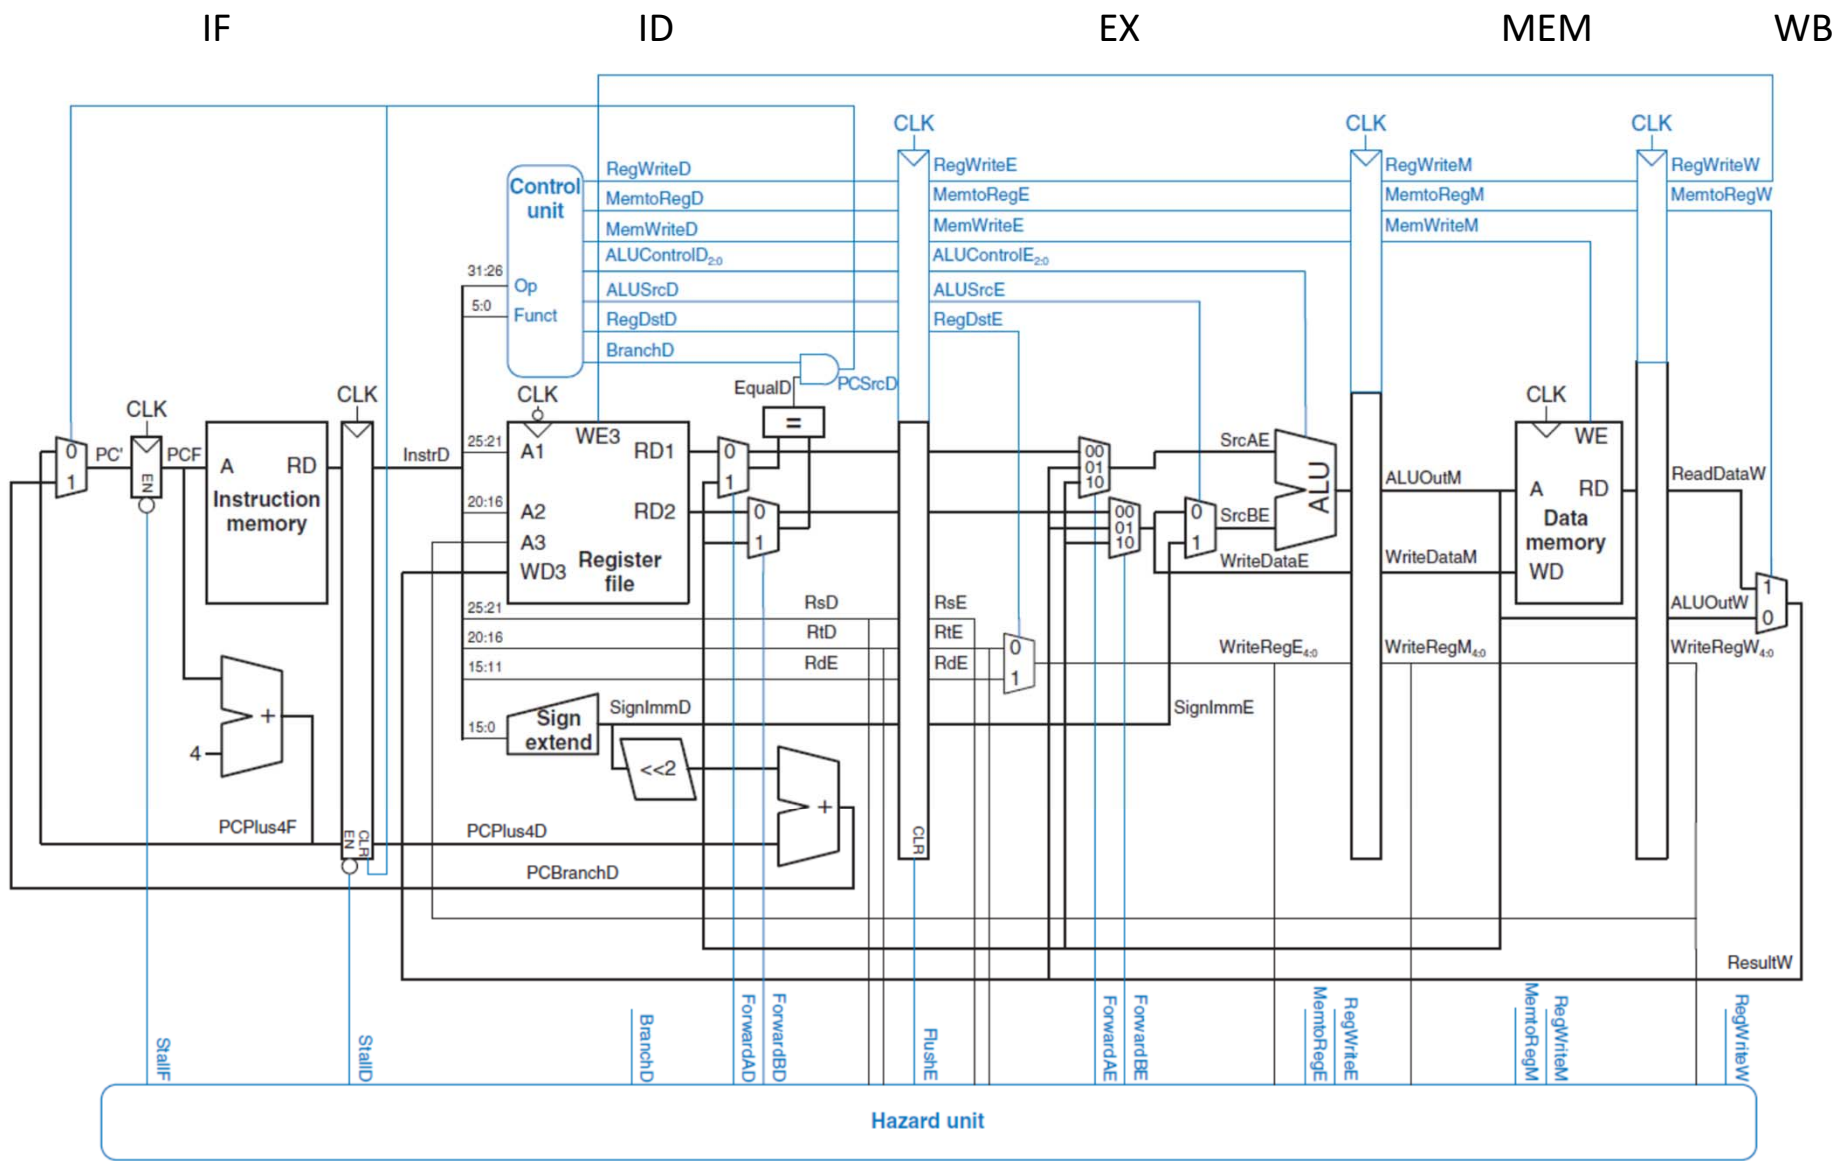 IF ID EX MEM WB
CLK CLK CLK
RegWriteD RegWriteE RegWriteM RegWriteW
Control
unit
MemtoRegD MemtoRegE MemtoRegM MemtoRegW
MemWriteD MemWriteE MemWriteM
ALUControlD2:0 ALUControlE2:0
31:26 Op
ALUSrcD ALUSrcE
5:0 Funct
RegDstD RegDstE
BranchD
PCSrcD
EqualD
CLK CLK CLK CLK
=
0 1 PC' EN PCF
A RD
Instruction
memory
InstrD
25:21 A1 WE3 RD1
20:16 A2 RD2
A3
WD3
Register
file
0 1
0 1
00 01 10
00 01 10
0 1
SrcAE
SrcBE
ALU
WriteDataE
ALUOutM
WriteDataM
WE
A RD
Data
memory
WD
ReadDataW
1 0
ALUOutW
25:21 RsD RsE
20:16 RtD RtE
15:11 RdE RdE
0 1
WriteRegE4:0 WriteRegM4:0 WriteRegW4:0
15:0
Sign
extend
SignImmD SignImmE
<<2
+
4
+
PCPlus4F
EN CLR
PCPlus4D
CLR
PCBranchD
ResultW
StallF
StallD
BranchD
ForwardAD
ForwardBD
FlushE
ForwardAE
ForwardBE
MemtoRegE
RegWriteE
MemtoRegM
RegWriteM
RegWriteW
Hazard unit